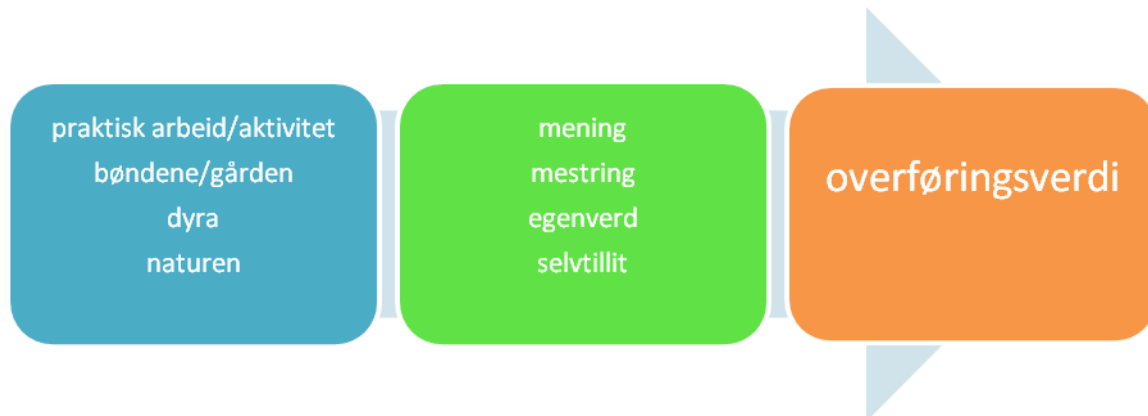 praktisk arbeid/aktivitet
bøndene/gården
dyra
naturen
mening
mestring
egenverd
selvtillit
overføringsverdi